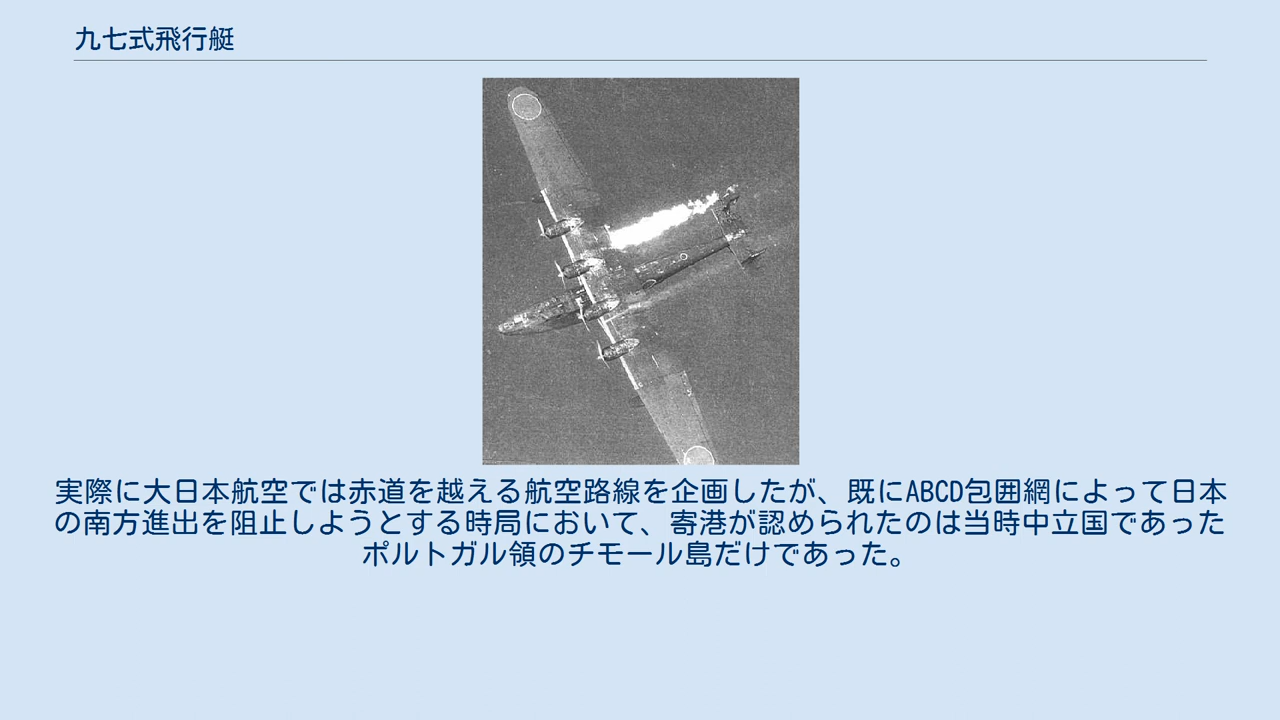 九七式飛行艇
実際に大日本航空では赤道を越える航空路線を企画したが、既にABCD包囲網によって日本
の南方進出を阻止しようとする時局において、寄港が認められたのは当時中立国であった
ポルトガル領のチモール島だけであった。